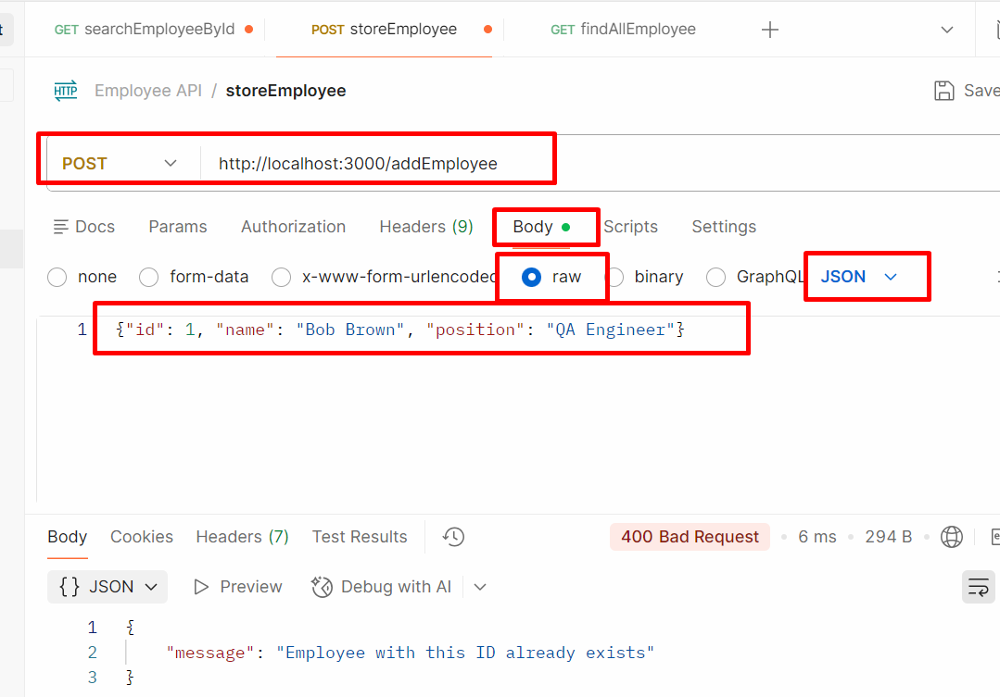 t
GET searchEmployeeById POST storeEmployee GET findAllEmployee
HTTP Employee API / storeEmployee Save
POST http://localhost:3000/addEmployee
Docs Params Authorization Headers (9) Body Scripts Settings
none form-data x-www-form-urlencoded raw binary GraphQL JSON
1 {"id": 1, "name": "Bob Brown", "position": "QA Engineer"}
Body Cookies Headers (7) Test Results 400 Bad Request 6 ms 294 B
{} JSON Preview Debug with AI
1 {
2 "message": "Employee with this ID already exists"
3 }